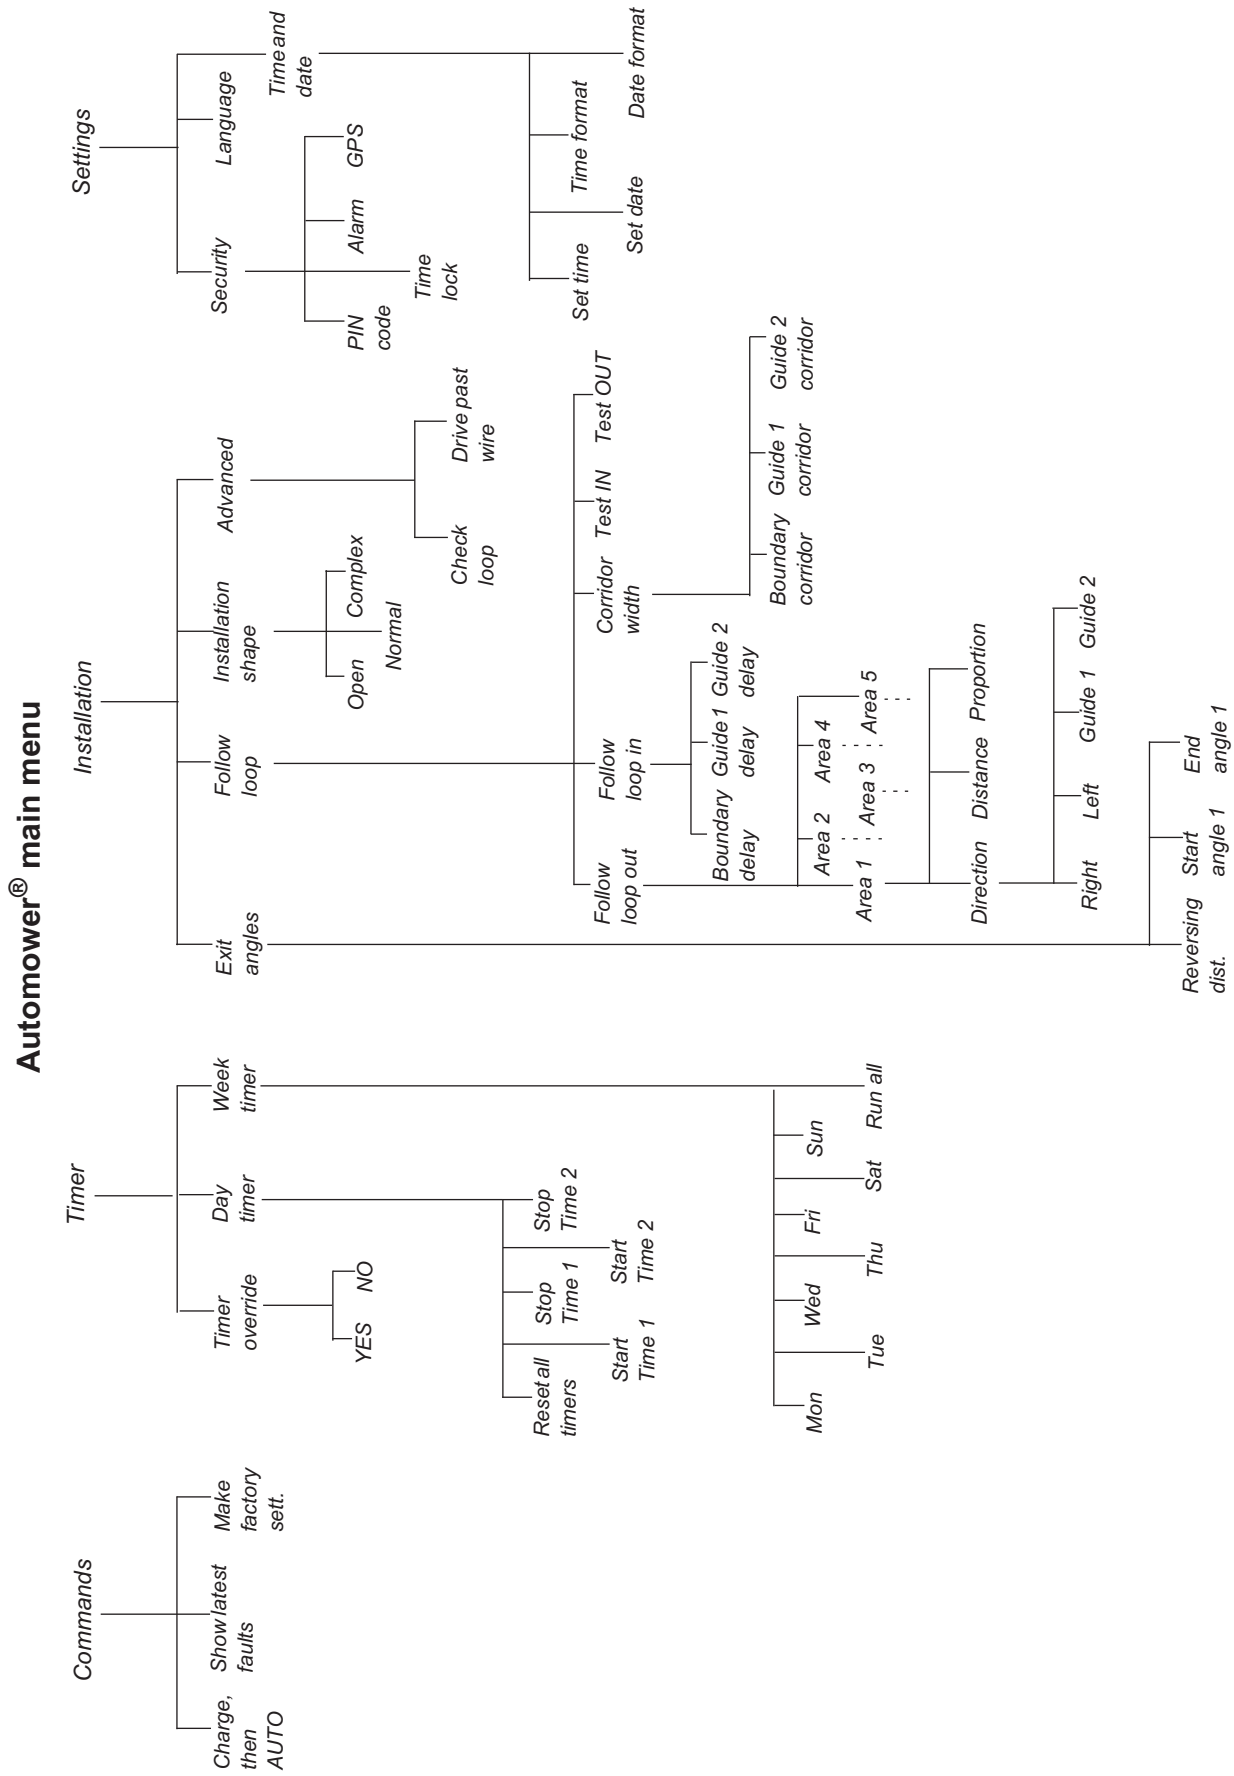 Automower® main menu
Commands
Charge,
then
AUTO
Show latest
faults
Make
factory
sett.
Timer
Timer
override
YES
NO
Day
timer
Reset all
timers
Start
Time 1
Stop
Time 1
Start
Time 2
Stop
Time 2
Week
timer
Mon
Tue
Wed
Thu
Fri
Sat
Sun
Run all
Installation
Exit
angles
Reversing
dist.
Start
angle 1
End
angle 1
Follow
loop
Follow
loop out
Area 1
Area 2
Area 3
Area 4
Area 5
Direction
Distance
Proportion
Right
Left
Guide 1
Guide 2
Follow
loop in
Boundary
delay
Guide 1
delay
Guide 2
delay
Corridor
width
Boundary
corridor
Guide 1
corridor
Guide 2
corridor
Test IN
Test OUT
Installation
shape
Open
Normal
Complex
Advanced
Check
loop
Drive past
wire
Settings
Security
PIN
code
Time
lock
Alarm
GPS
Language
Time and
date
Set time
Set date
Time format
Date format